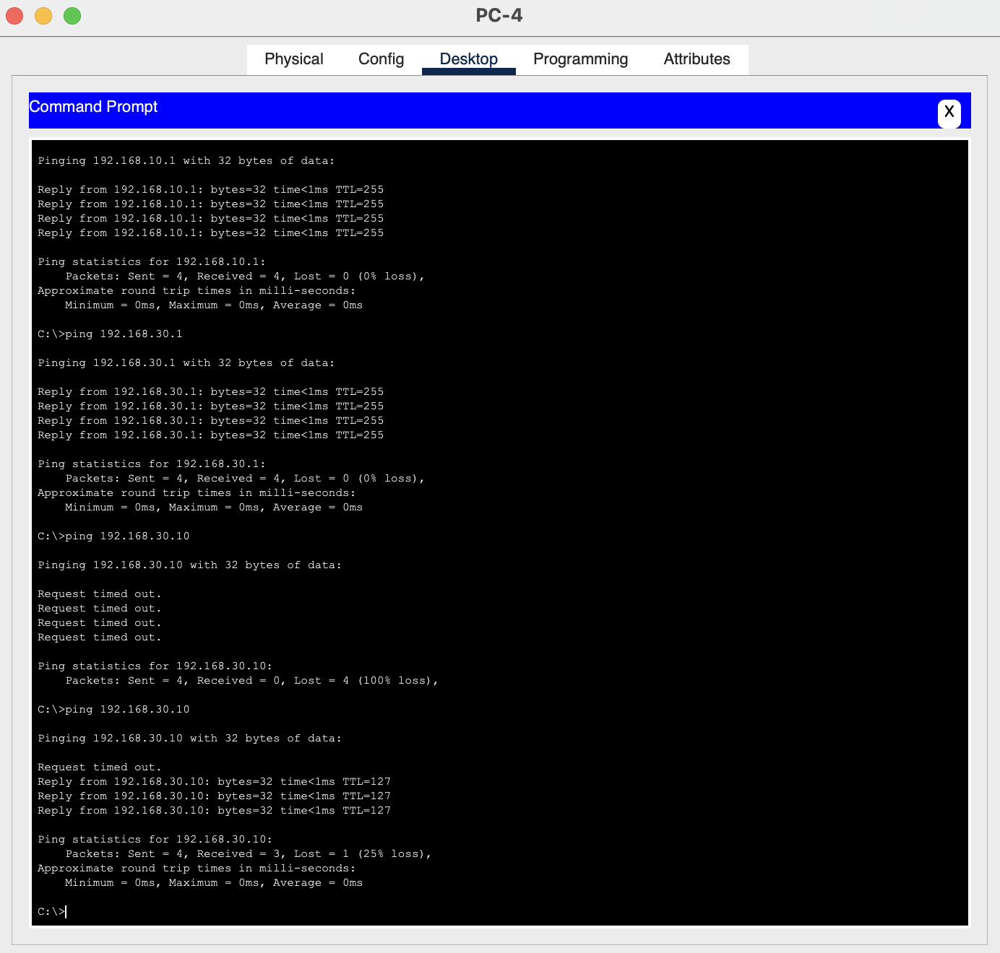 PC-4
Physical Config Desktop Programming Attributes
Command Prompt
X
Pinging 192.168.10.1 with 32 bytes of data:
Reply from 192.168.10.1: bytes=32 time<1ms TTL=255
Reply from 192.168.10.1: bytes=32 time<1ms TTL=255
Reply from 192.168.10.1: bytes=32 time<1ms TTL=255
Reply from 192.168.10.1: bytes=32 time<1ms TTL=255
Ping statistics for 192.168.10.1:
Packets: Sent = 4, Received = 4, Lost = 0 (0% loss),
Approximate round trip times in milli-seconds:
Minimum = 0ms, Maximum = 0ms, Average = 0ms
C:\>ping 192.168.30.1
Pinging 192.168.30.1 with 32 bytes of data:
Reply from 192.168.30.1: bytes=32 time<1ms TTL=255
Reply from 192.168.30.1: bytes=32 time<1ms TTL=255
Reply from 192.168.30.1: bytes=32 time<1ms TTL=255
Reply from 192.168.30.1: bytes=32 time<1ms TTL=255
Ping statistics for 192.168.30.1:
Packets: Sent = 4, Received = 4, Lost = 0 (0% loss),
Approximate round trip times in milli-seconds:
Minimum = 0ms, Maximum = 0ms, Average = 0ms
C:\>ping 192.168.30.10
Pinging 192.168.30.10 with 32 bytes of data:
Request timed out.
Request timed out.
Request timed out.
Request timed out.
Ping statistics for 192.168.30.10:
Packets: Sent = 4, Received = 0, Lost = 4 (100% loss),
C:\>ping 192.168.30.10
Pinging 192.168.30.10 with 32 bytes of data:
Request timed out.
Reply from 192.168.30.10: bytes=32 time<1ms TTL=127
Reply from 192.168.30.10: bytes=32 time<1ms TTL=127
Reply from 192.168.30.10: bytes=32 time<1ms TTL=127
Ping statistics for 192.168.30.10:
Packets: Sent = 4, Received = 3, Lost = 1 (25% loss),
Approximate round trip times in milli-seconds:
Minimum = 0ms, Maximum = 0ms, Average = 0ms
C:\>